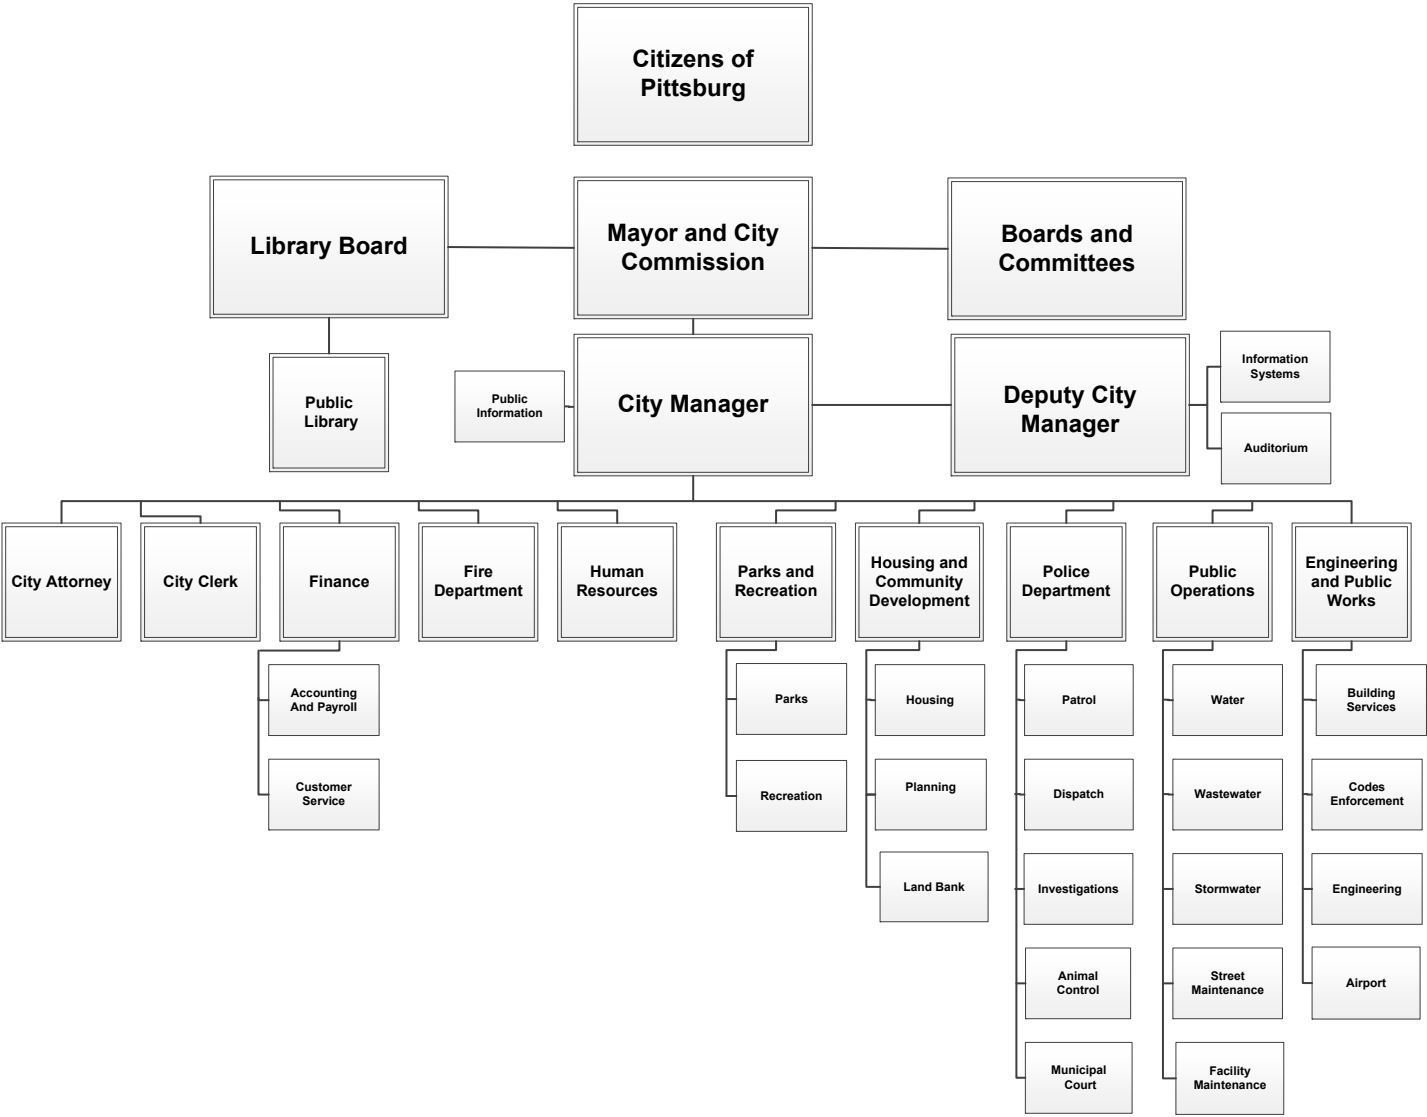 Citizens of
Pittsburg
Library Board
Mayor and City
Commission
Boards and
Committees
Public
Library
Public
Information
City Manager
Deputy City
Manager
Information
Systems
Auditorium
City Attorney
City Clerk
Finance
Fire
Department
Human
Resources
Parks and
Recreation
Housing and
Community
Development
Police
Department
Public
Operations
Engineering
and Public
Works
Accounting
And Payroll
Customer
Service
Parks
Recreation
Housing
Planning
Land Bank
Patrol
Dispatch
Investigations
Animal
Control
Municipal
Court
Water
Wastewater
Stormwater
Street
Maintenance
Facility
Maintenance
Building
Services
Codes
Enforcement
Engineering
Airport